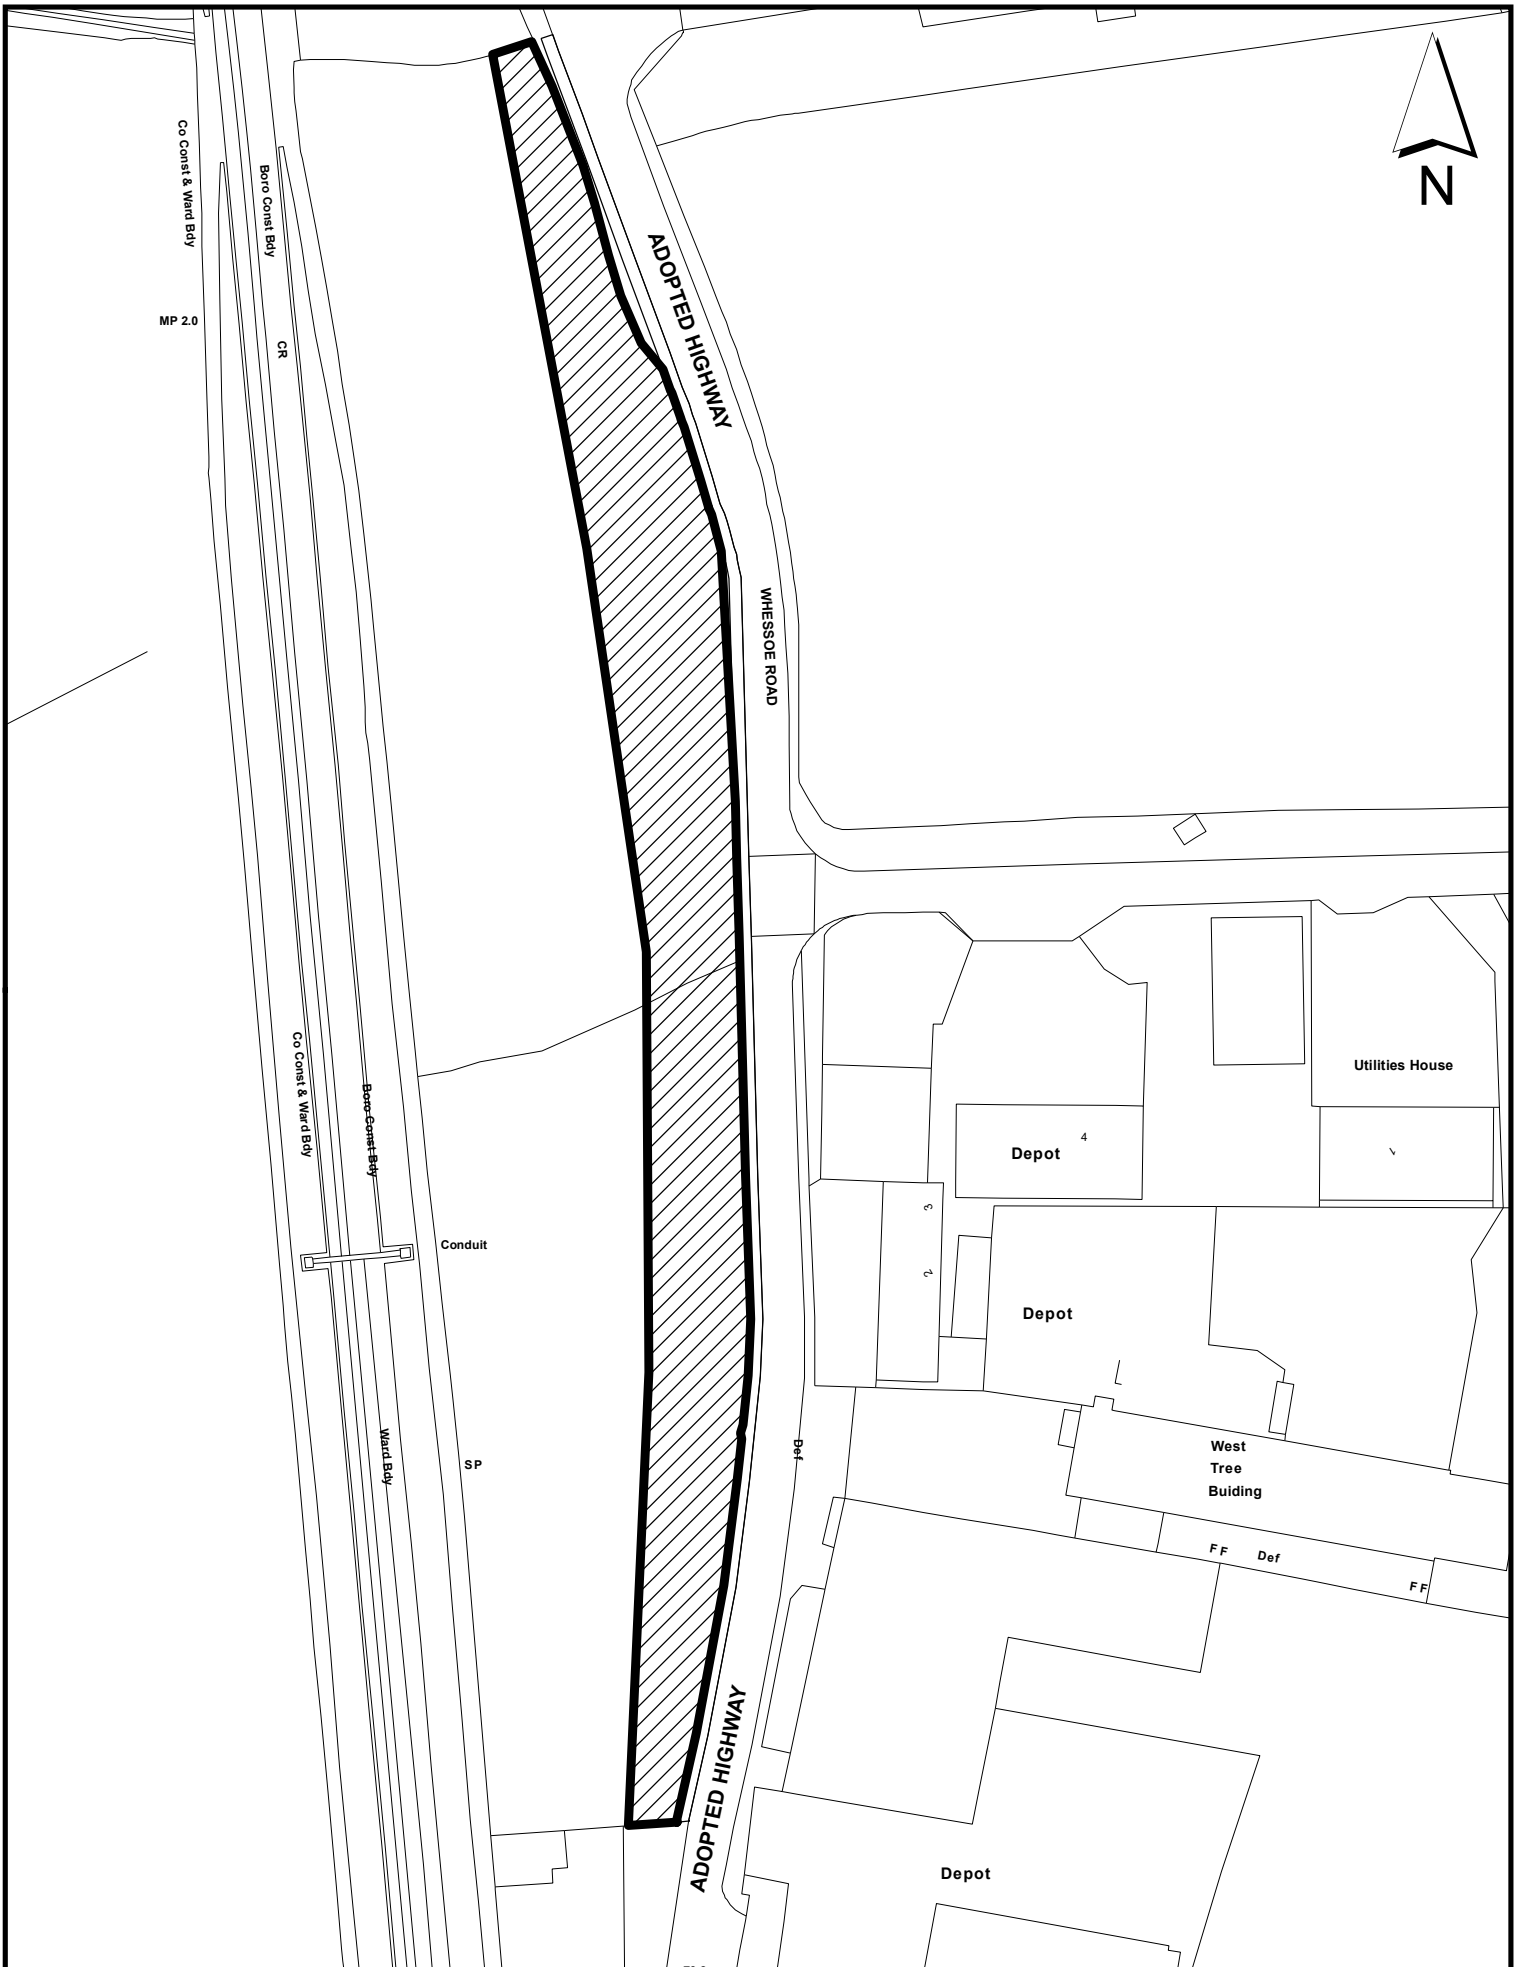 N
Co Const & Ward Bdy
Boro Const Bdy
ADOPTED HIGHWAY
MP 2.0
CR
WHESSOE ROAD
Co Const & Ward Bdy
Boro Const Bdy
Utilities House
Depot
4
1
3
2
Conduit
Depot
Ward Bdy
SP
Def
West
Tree
Buiding
FF
Def
FF
ADOPTED HIGHWAY
Depot